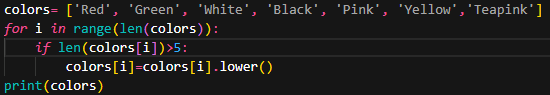 colors= ['Red', 'Green', 'White', 'Black', 'Pink', 'Yellow','Teapink']
for i in range(len(colors)):
    if len(colors[i])>5:
        colors[i]=colors[i].lower()
print(colors)